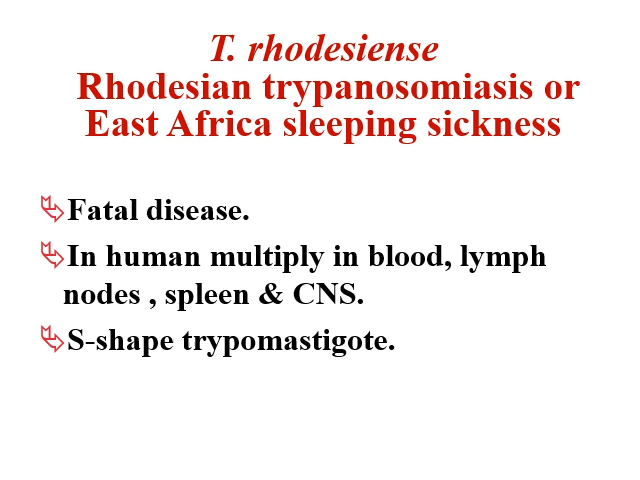 T. rhodesiense
Rhodesian trypanosomiasis or
East Africa sleeping sickness
Fatal disease.
In human multiply in blood, lymph
nodes , spleen & CNS.
S-shape trypomastigote.